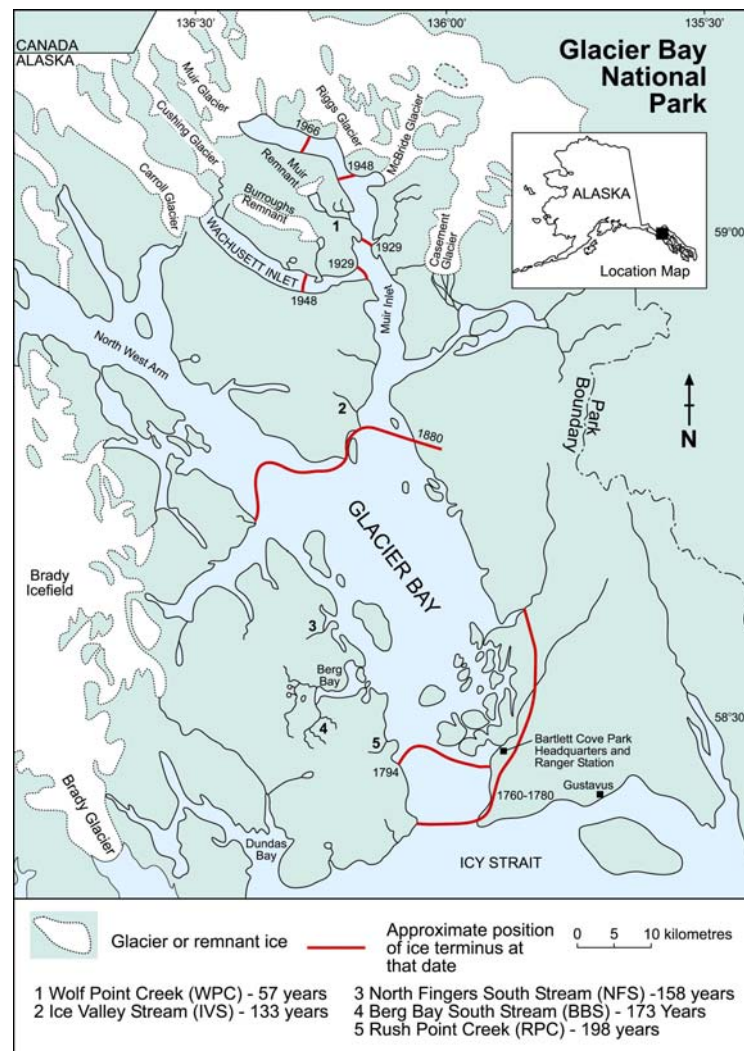 136°30'
136°00'
135°30'
CANADA
ALASKA
Glacier Bay
National
Park
Muir Glacier
Cushing Glacier
Carroll Glacier
Riggs Glacier
McBride Glacier
1966
1948
Muir
Remnant
Burroughs
Remnant
1
1929
1929
WACHUSETT INLET
1948
Casement
Glacier
Muir Inlet
ALASKA
Location Map
59°00'
North West Arm
2
1880
Park
Boundary
N
GLACIER BAY
Brady
Icefield
3
Berg
Bay
4
5
1794
58°30'
Bartlett Cove Park
Headquarters and
Ranger Station
Gustavus
1760-1780
Brady Glacier
Dundas
Bay
ICY STRAIT
Glacier or remnant ice
Approximate position
of ice terminus at
that date
0 5 10 kilometres
1 Wolf Point Creek (WPC) - 57 years
2 Ice Valley Stream (IVS) - 133 years
3 North Fingers South Stream (NFS) -158 years
4 Berg Bay South Stream (BBS) - 173 Years
5 Rush Point Creek (RPC) - 198 years